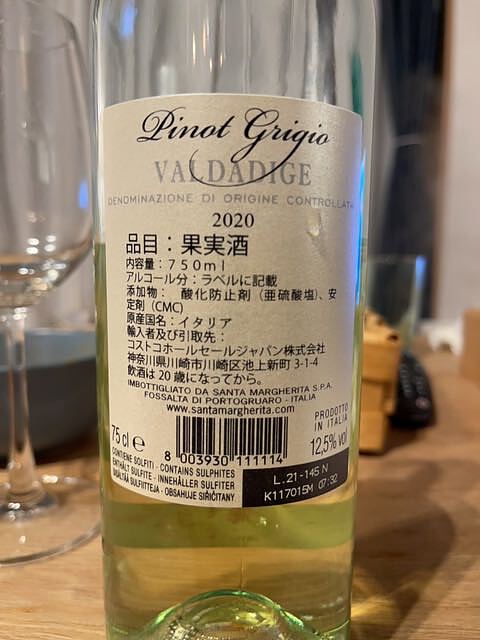 Pinot Grigio
VALDADIGE
DENOMINAZIONE DI ORIGINE CONTROLLATA
2020
品目：果実酒
内容量：７５０ｍｌ
アルコール分：ラベルに記載
添加物： 酸化防止剤（亜硫酸塩）、安
定剤（CMC）
原産国名：イタリア
輸入者及び引取先：
コストコホールセールジャパン株式会社
神奈川県川崎市川崎区池上新町 3-1-4
飲酒は 20 歳になってから。
IMBOTTIGLIATO DA SANTA MARGHERITA S.P.A.
FOSSALTA DI PORTOGRUARO - ITALIA
www.santamargherita.com
75 cl e
8 003930 111114
PRODOTTO
IN ITALIA
12,5% vol
CONTIENE SOLFITI - CONTAINS SULPHITES
ENTHÄLT SULFITE - INNEHÅLLER SULFITER
SISÄLTÄÄ SULFIITTEJA - OBSAHUJE SIŘIČITANY
L.21-145 N
K117015M 07:32